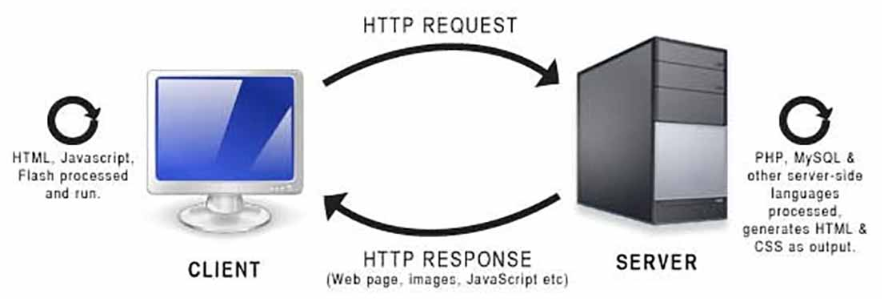 HTTP REQUEST
HTML, Javascript,
Flash processed
and run.
PHP, MySQL &
other server-side
languages
processed,
generates HTML &
CSS as output.
CLIENT
HTTP RESPONSE
(Web page, images, JavaScript etc)
SERVER